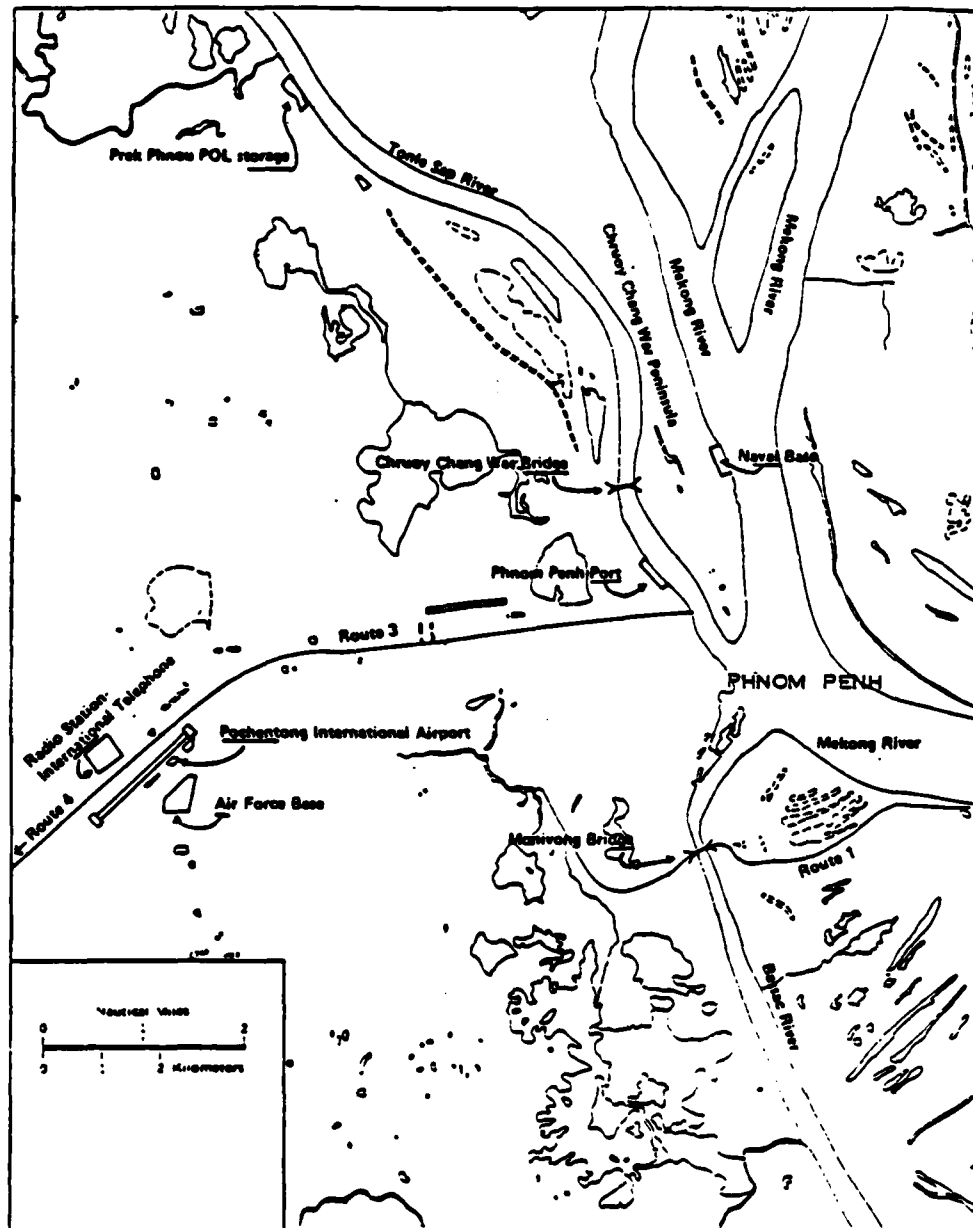 Prek Phnou POL storage
Tonle Sap River
Chruoy Chang War Peninsula
Mekong River
Mekong River
Chruoy Chang War Bridge
Naval Base
Phnom Penh Port
Route 3
PHNOM PENH
Radio Station-
International Telephone
Pochentong International Airport
Mekong River
← Route 4
Air Force Base
Monivong Bridge
Route 1
Bassac River
Nautical Miles
0 1 2
0 1 2 Kilometers